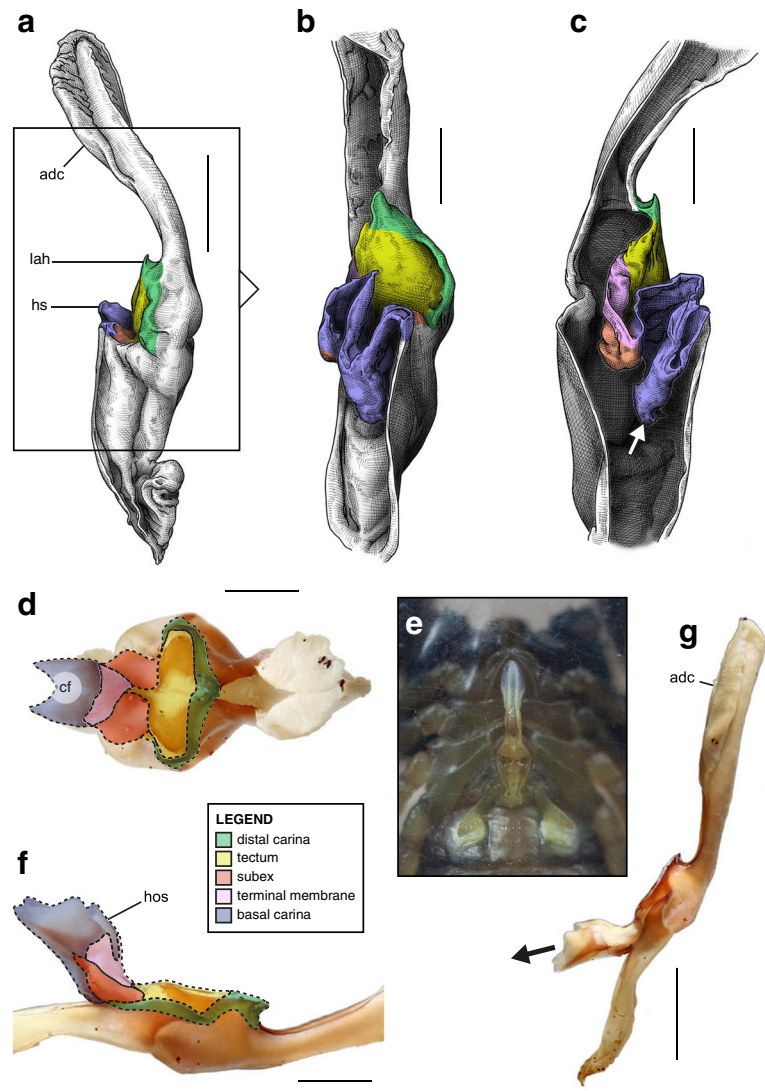 a
b
c
adc
lah
hs
d
cf
e
g
adc
LEGEND
distal carina
tectum
subex
terminal membrane
basal carina
f
hos